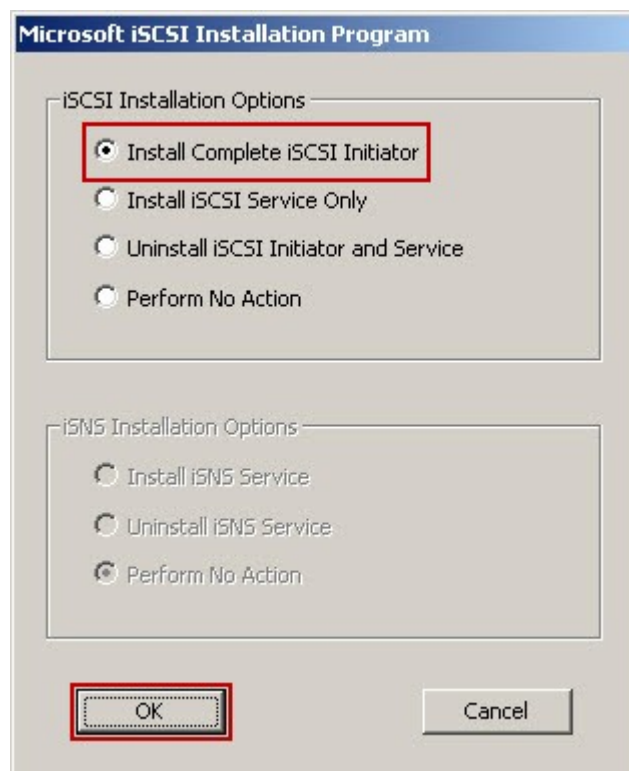 Microsoft iSCSI Installation Program
iSCSI Installation Options
Install Complete iSCSI Initiator
Install iSCSI Service Only
Uninstall iSCSI Initiator and Service
Perform No Action
iSNS Installation Options
Install iSNS Service
Uninstall iSNS Service
Perform No Action
OK
Cancel